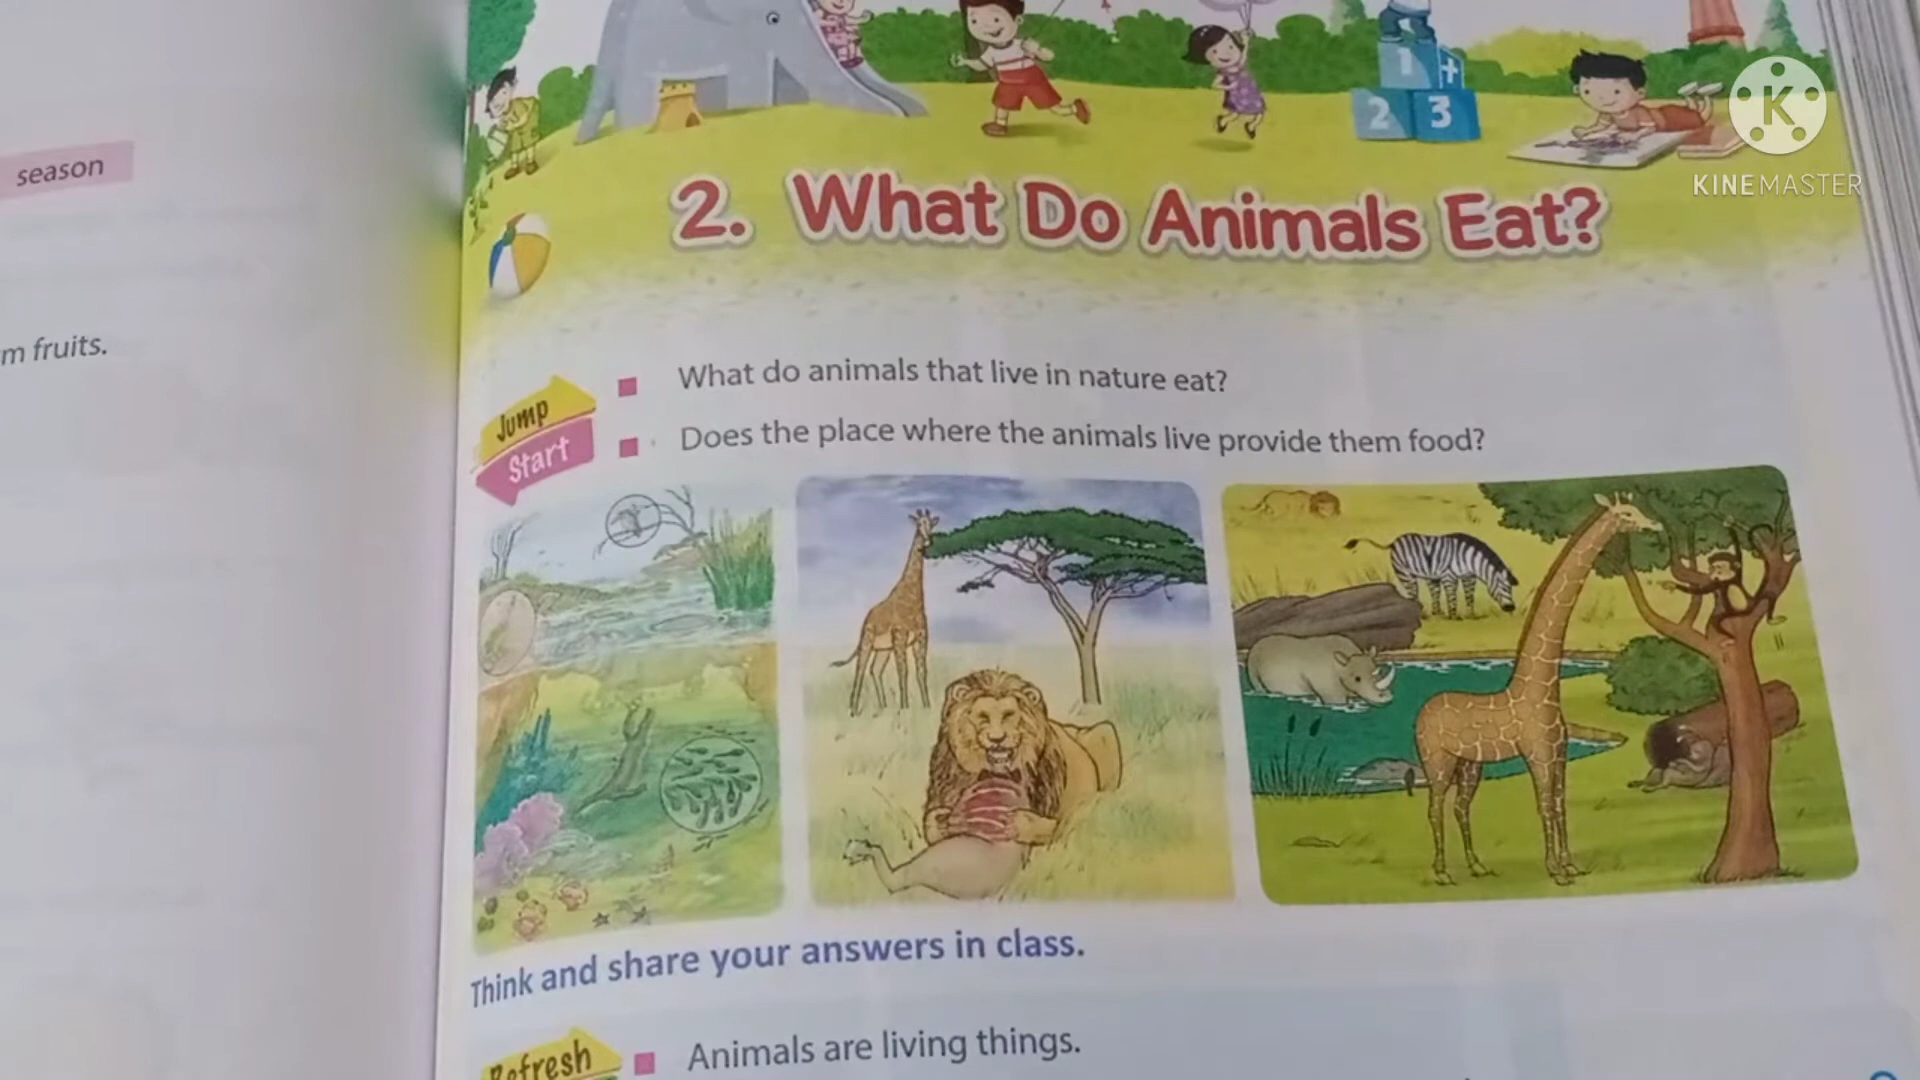 season
m fruits.
1 +
2 3
K
KINEMASTER
2. What Do Animals Eat?
Jump
Start
What do animals that live in nature eat?
Does the place where the animals live provide them food?
Think and share your answers in class.
Refresh
Animals are living things.